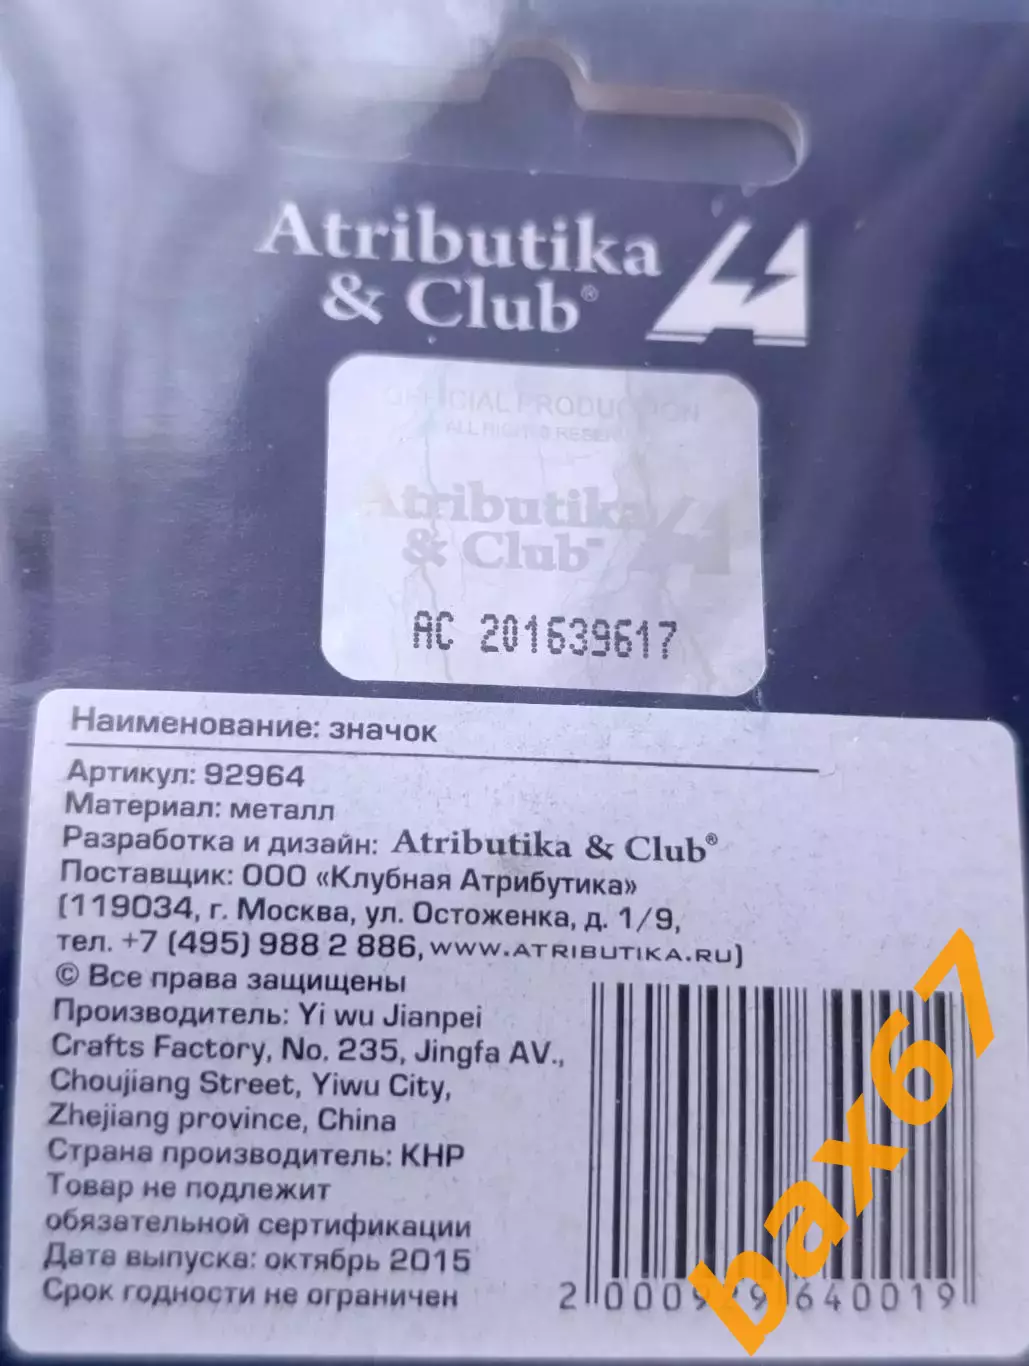 Atributika
& Club®
OFFICIAL PRODUCTION
ALL RIGHTS RESER
Atributika
& Club
AC 201639617
Наименование: значок
Артикул: 92964
Материал: металл
Разработка и дизайн: Atributika & Club®
Поставщик: ООО «Клубная Атрибутика»
(119034, г. Москва, ул. Остоженка, д. 1/9,
тел. +7 (495) 988 2 886, WWW.ATRIBUTIKA.RU)
© Все права защищены
Производитель: Yi wu Jianpei
Crafts Factory, No. 235, Jingfa AV.,
Choujiang Street, Yiwu City,
Zhejiang province, China
Страна производитель: КНР
Товар не подлежит
обязательной сертификации
Дата выпуска: октябрь 2015
Срок годности не ограничен
bax67